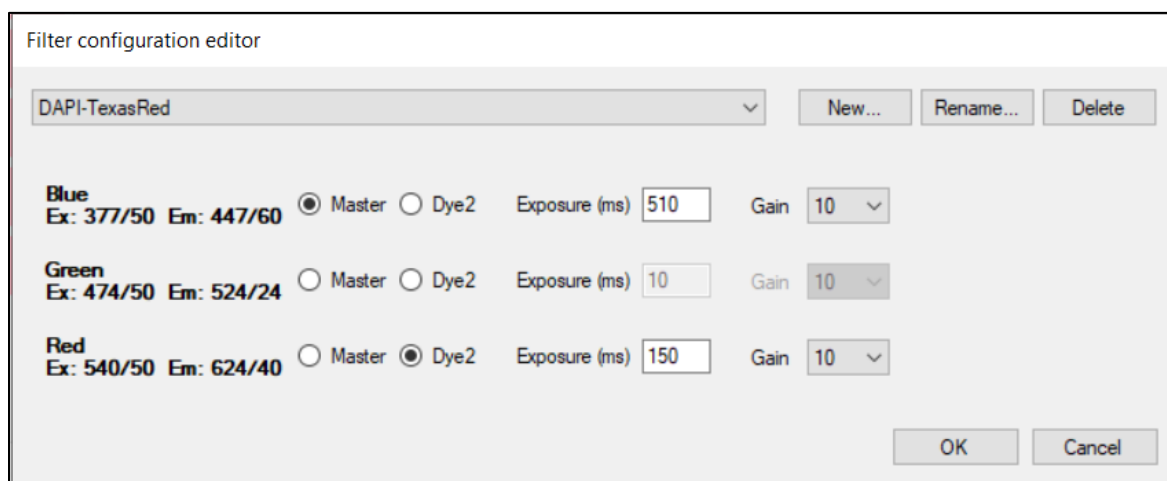 Filter configuration editor
DAPI-TexasRed New... Rename... Delete
Blue
Ex: 377/50 Em: 447/60 Master Dye2 Exposure (ms) 510 Gain 10
Green
Ex: 474/50 Em: 524/24 Master Dye2 Exposure (ms) 10 Gain 10
Red
Ex: 540/50 Em: 624/40 Master Dye2 Exposure (ms) 150 Gain 10
OK Cancel